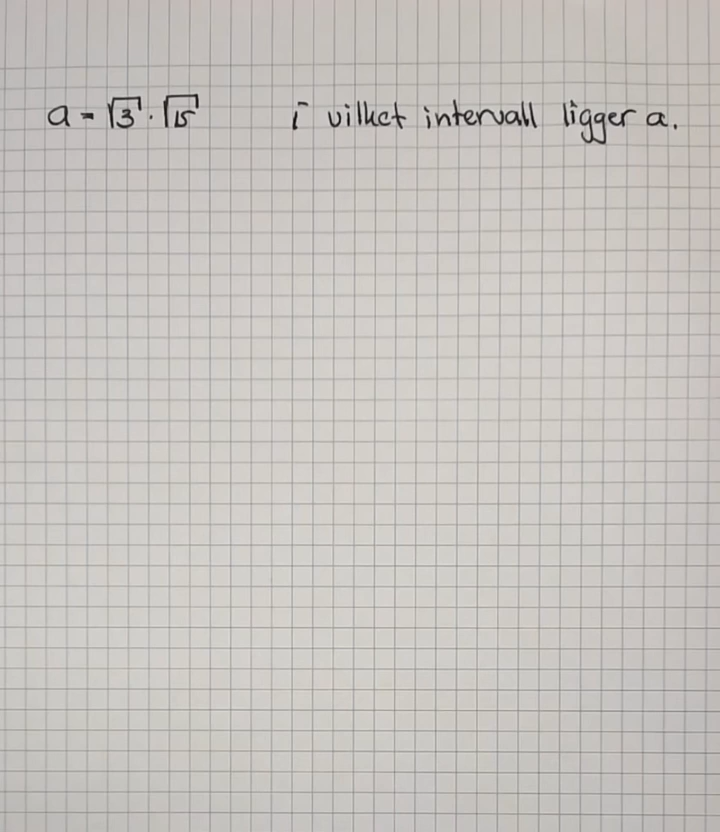 a = √3 · √15 i vilket intervall ligger a.